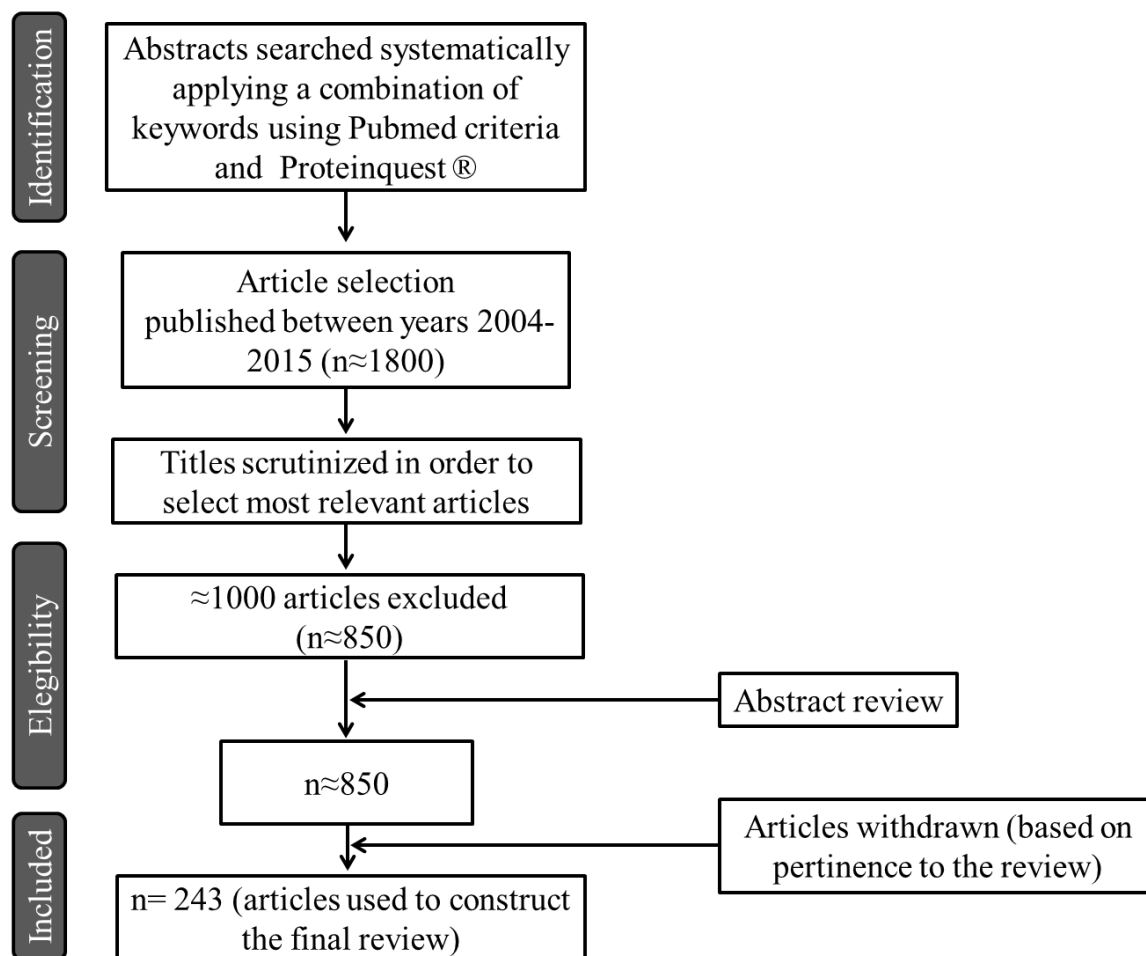 Identification
Abstracts searched systematically
applying a combination of
keywords using Pubmed criteria
and Proteinquest ®
Screening
Article selection
published between years 2004-
2015 (n≈1800)
Titles scrutinized in order to
select most relevant articles
Elegibility
≈1000 articles excluded
(n≈850)
Abstract review
n≈850
Included
Articles withdrawn (based on
pertinence to the review)
n= 243 (articles used to construct
the final review)